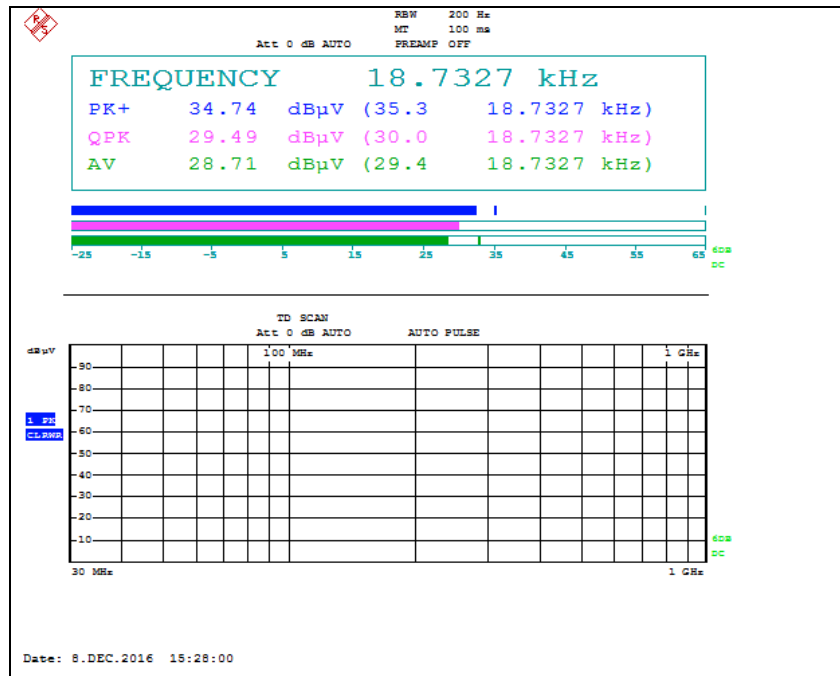 RBW 200 Hz
MT 100 ms
Att 0 dB AUTO PREAMP OFF
FREQUENCY 18.7327 kHz
PK+ 34.74 dBµV (35.3 18.7327 kHz)
QPK 29.49 dBµV (30.0 18.7327 kHz)
AV 28.71 dBµV (29.4 18.7327 kHz)
-25 -15 -5 5 15 25 35 45 55 65
6DB
DC
TD SCAN
Att 0 dB AUTO AUTO PULSE
dBµV
100 MHz 1 GHz
90
80
70
1 PK
CLRWR
60
50
40
30
20
10
6DB
DC
30 MHz 1 GHz
Date: 8.DEC.2016 15:28:00